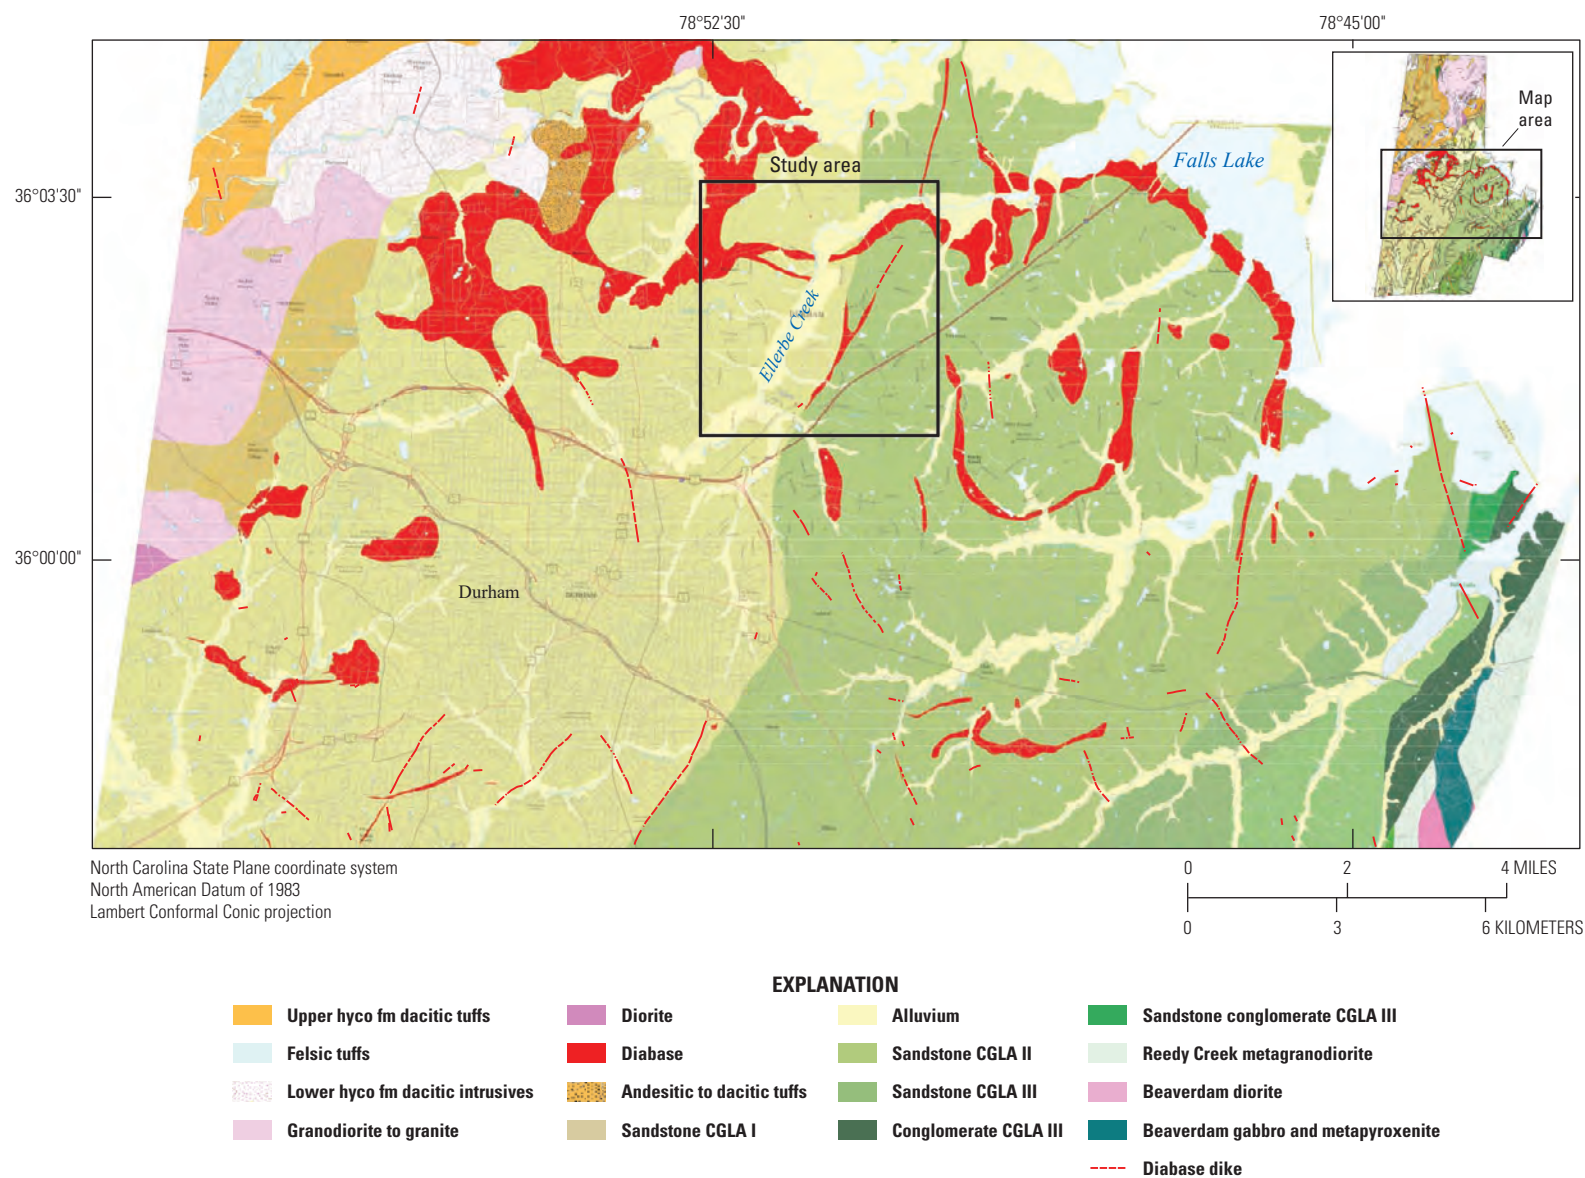 78°52'30"
78°45'00"
Map
area
Study area
Falls Lake
36°03'30"
Ellerbe Creek
36°00'00"
Durham
North Carolina State Plane coordinate system
North American Datum of 1983
Lambert Conformal Conic projection
0 2 4 MILES
0 3 6 KILOMETERS
EXPLANATION
Upper hyco fm dacitic tuffs
Felsic tuffs
Lower hyco fm dacitic intrusives
Granodiorite to granite
Diorite
Diabase
Andesitic to dacitic tuffs
Sandstone CGLA I
Alluvium
Sandstone CGLA II
Sandstone CGLA III
Conglomerate CGLA III
Sandstone conglomerate CGLA III
Reedy Creek metagranodiorite
Beaverdam diorite
Beaverdam gabbro and metapyroxenite
Diabase dike